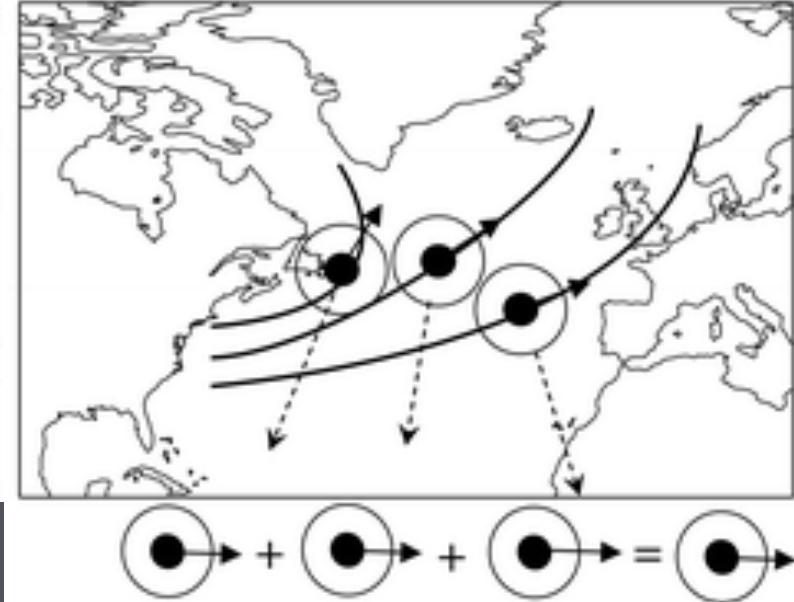 + + =